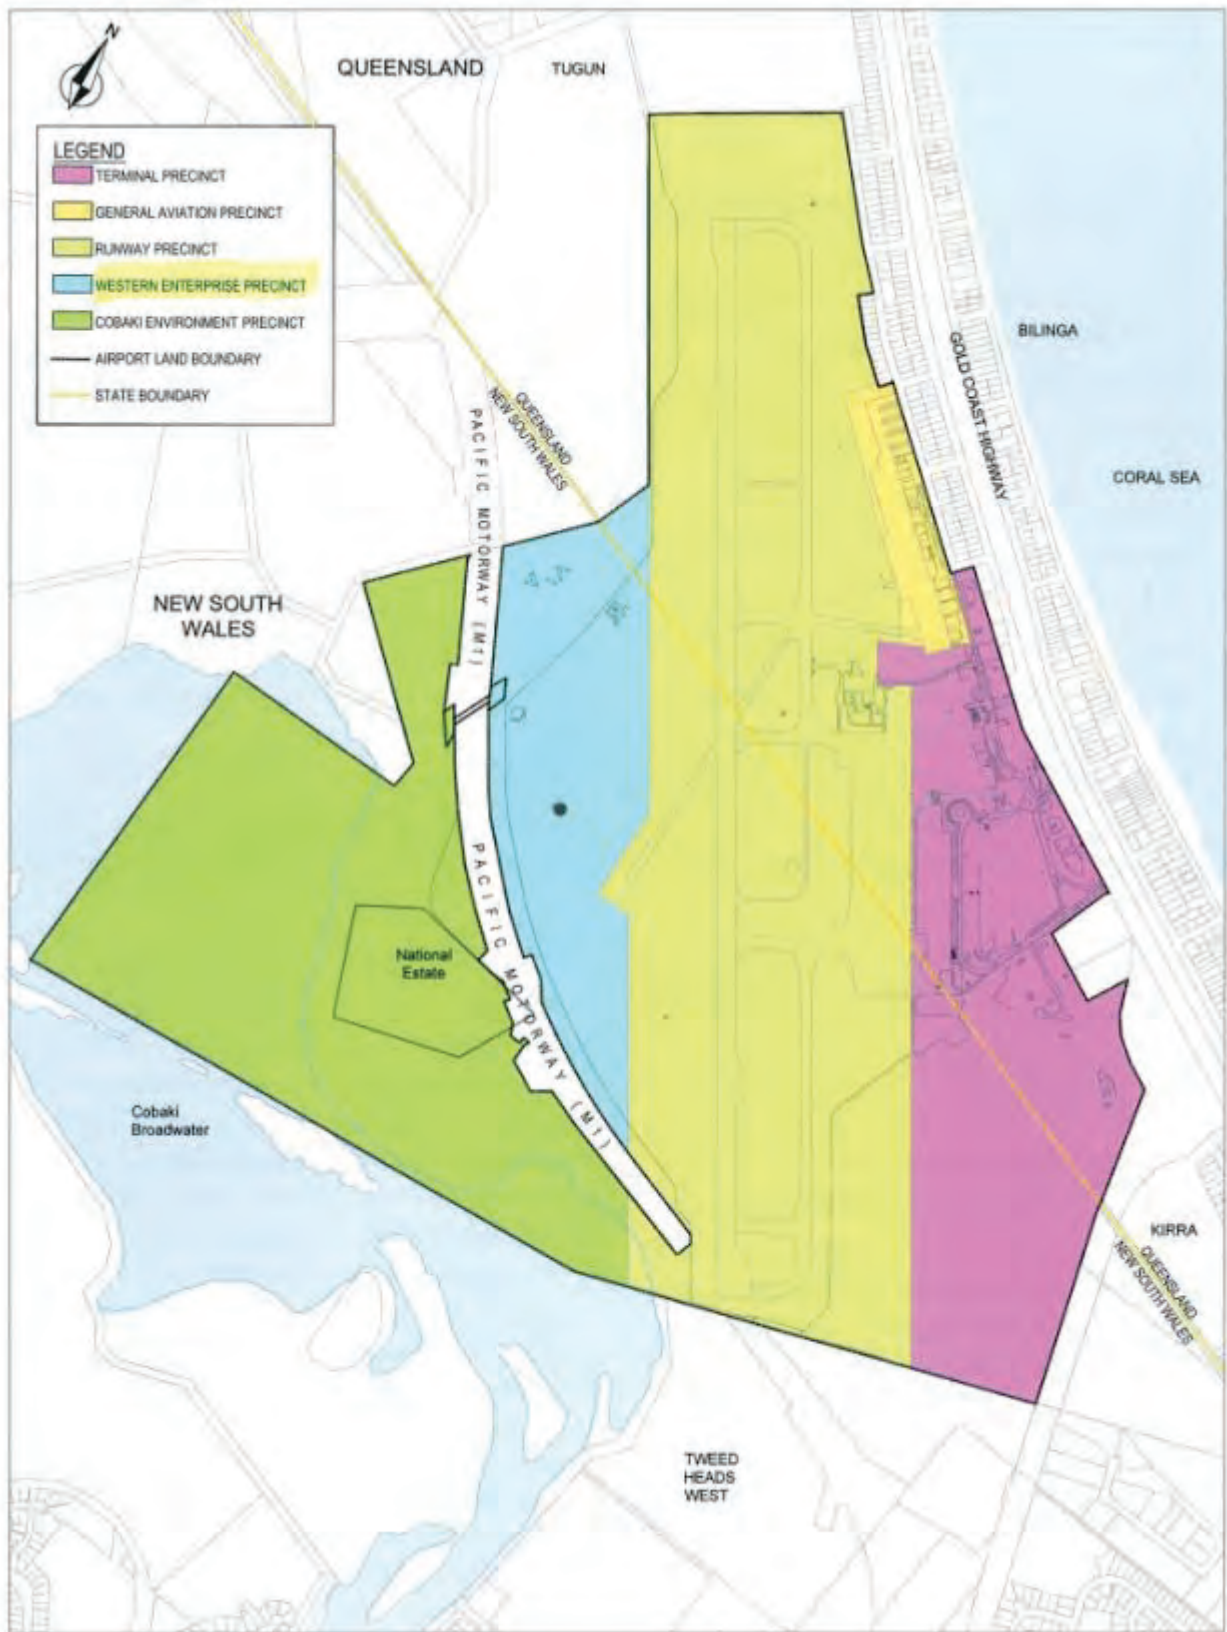 N
QUEENSLAND
TUGUN
LEGEND
TERMINAL PRECINCT
GENERAL AVIATION PRECINCT
RUNWAY PRECINCT
WESTERN ENTERPRISE PRECINCT
COBAKI ENVIRONMENT PRECINCT
AIRPORT LAND BOUNDARY
STATE BOUNDARY
BILINGA
GOLD COAST HIGHWAY
QUEENSLAND
NEW SOUTH WALES
PACIFIC MOTORWAY (M1)
CORAL SEA
NEW SOUTH
WALES
PACIFIC MOTORWAY (M1)
National
Estate
Cobaki
Broadwater
KIRRA
QUEENSLAND
NEW SOUTH WALES
TWEED
HEADS
WEST